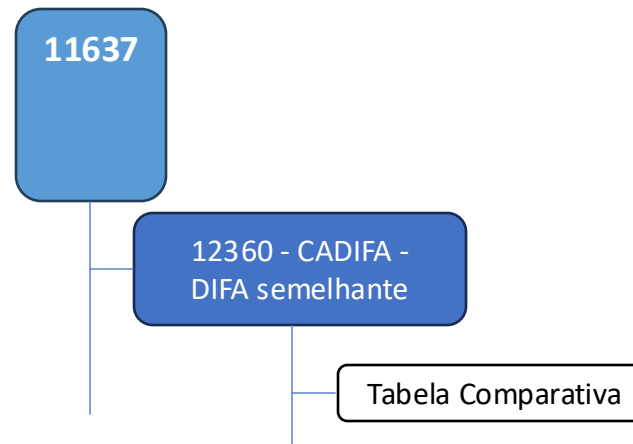 11637
12360 - CADIFA -
DIFA semelhante
Tabela Comparativa